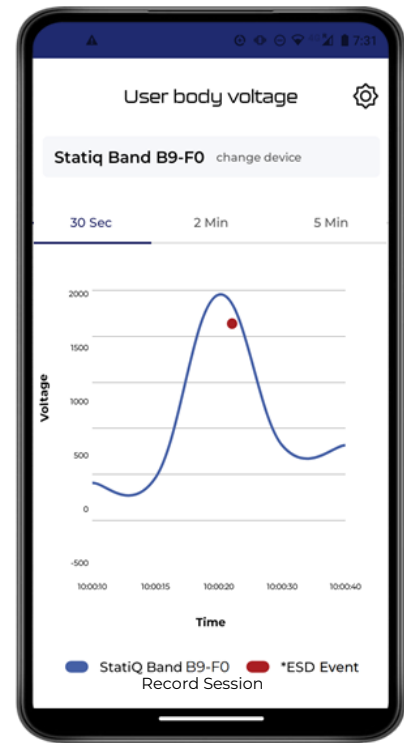 7:31
User body voltage
Statiq Band B9-F0 change device
30 Sec 2 Min 5 Min
2000
1500
1000
500
0
-500
Voltage
10:00:10 10:00:15 10:00:20 10:00:30 10:00:40
Time
StatiQ Band B9-F0 *ESD Event
Record Session